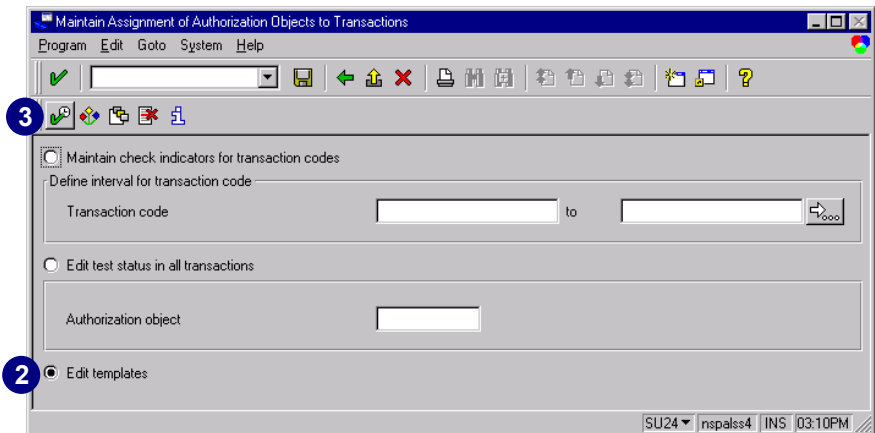 Maintain Assignment of Authorization Objects to Transactions
Program Edit Goto System Help
3
Maintain check indicators for transaction codes
Define interval for transaction code
Transaction code to
Edit test status in all transactions
Authorization object
2 Edit templates
SU24 nspalss4 INS 03:10PM